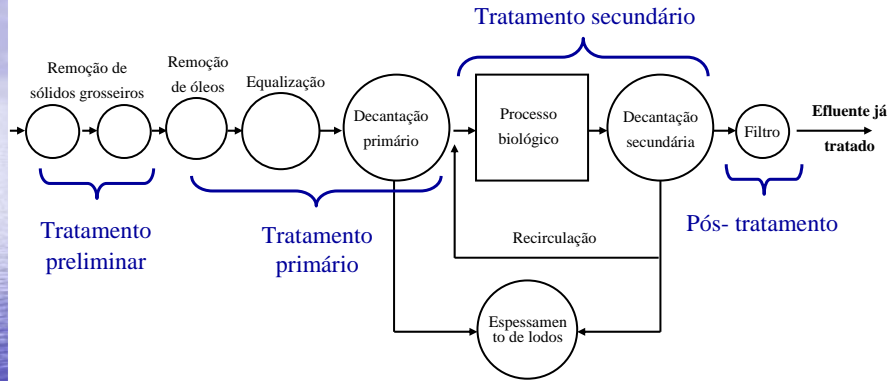 Tratamento secundário
Remoção de
sólidos grosseiros
Remoção
de óleos
Equalização
Decantação
primário
Processo
biológico
Decantação
secundária
Filtro
Efluente já
tratado
Tratamento
preliminar
Tratamento
primário
Recirculação
Pós- tratamento
Espessamen
to de lodos